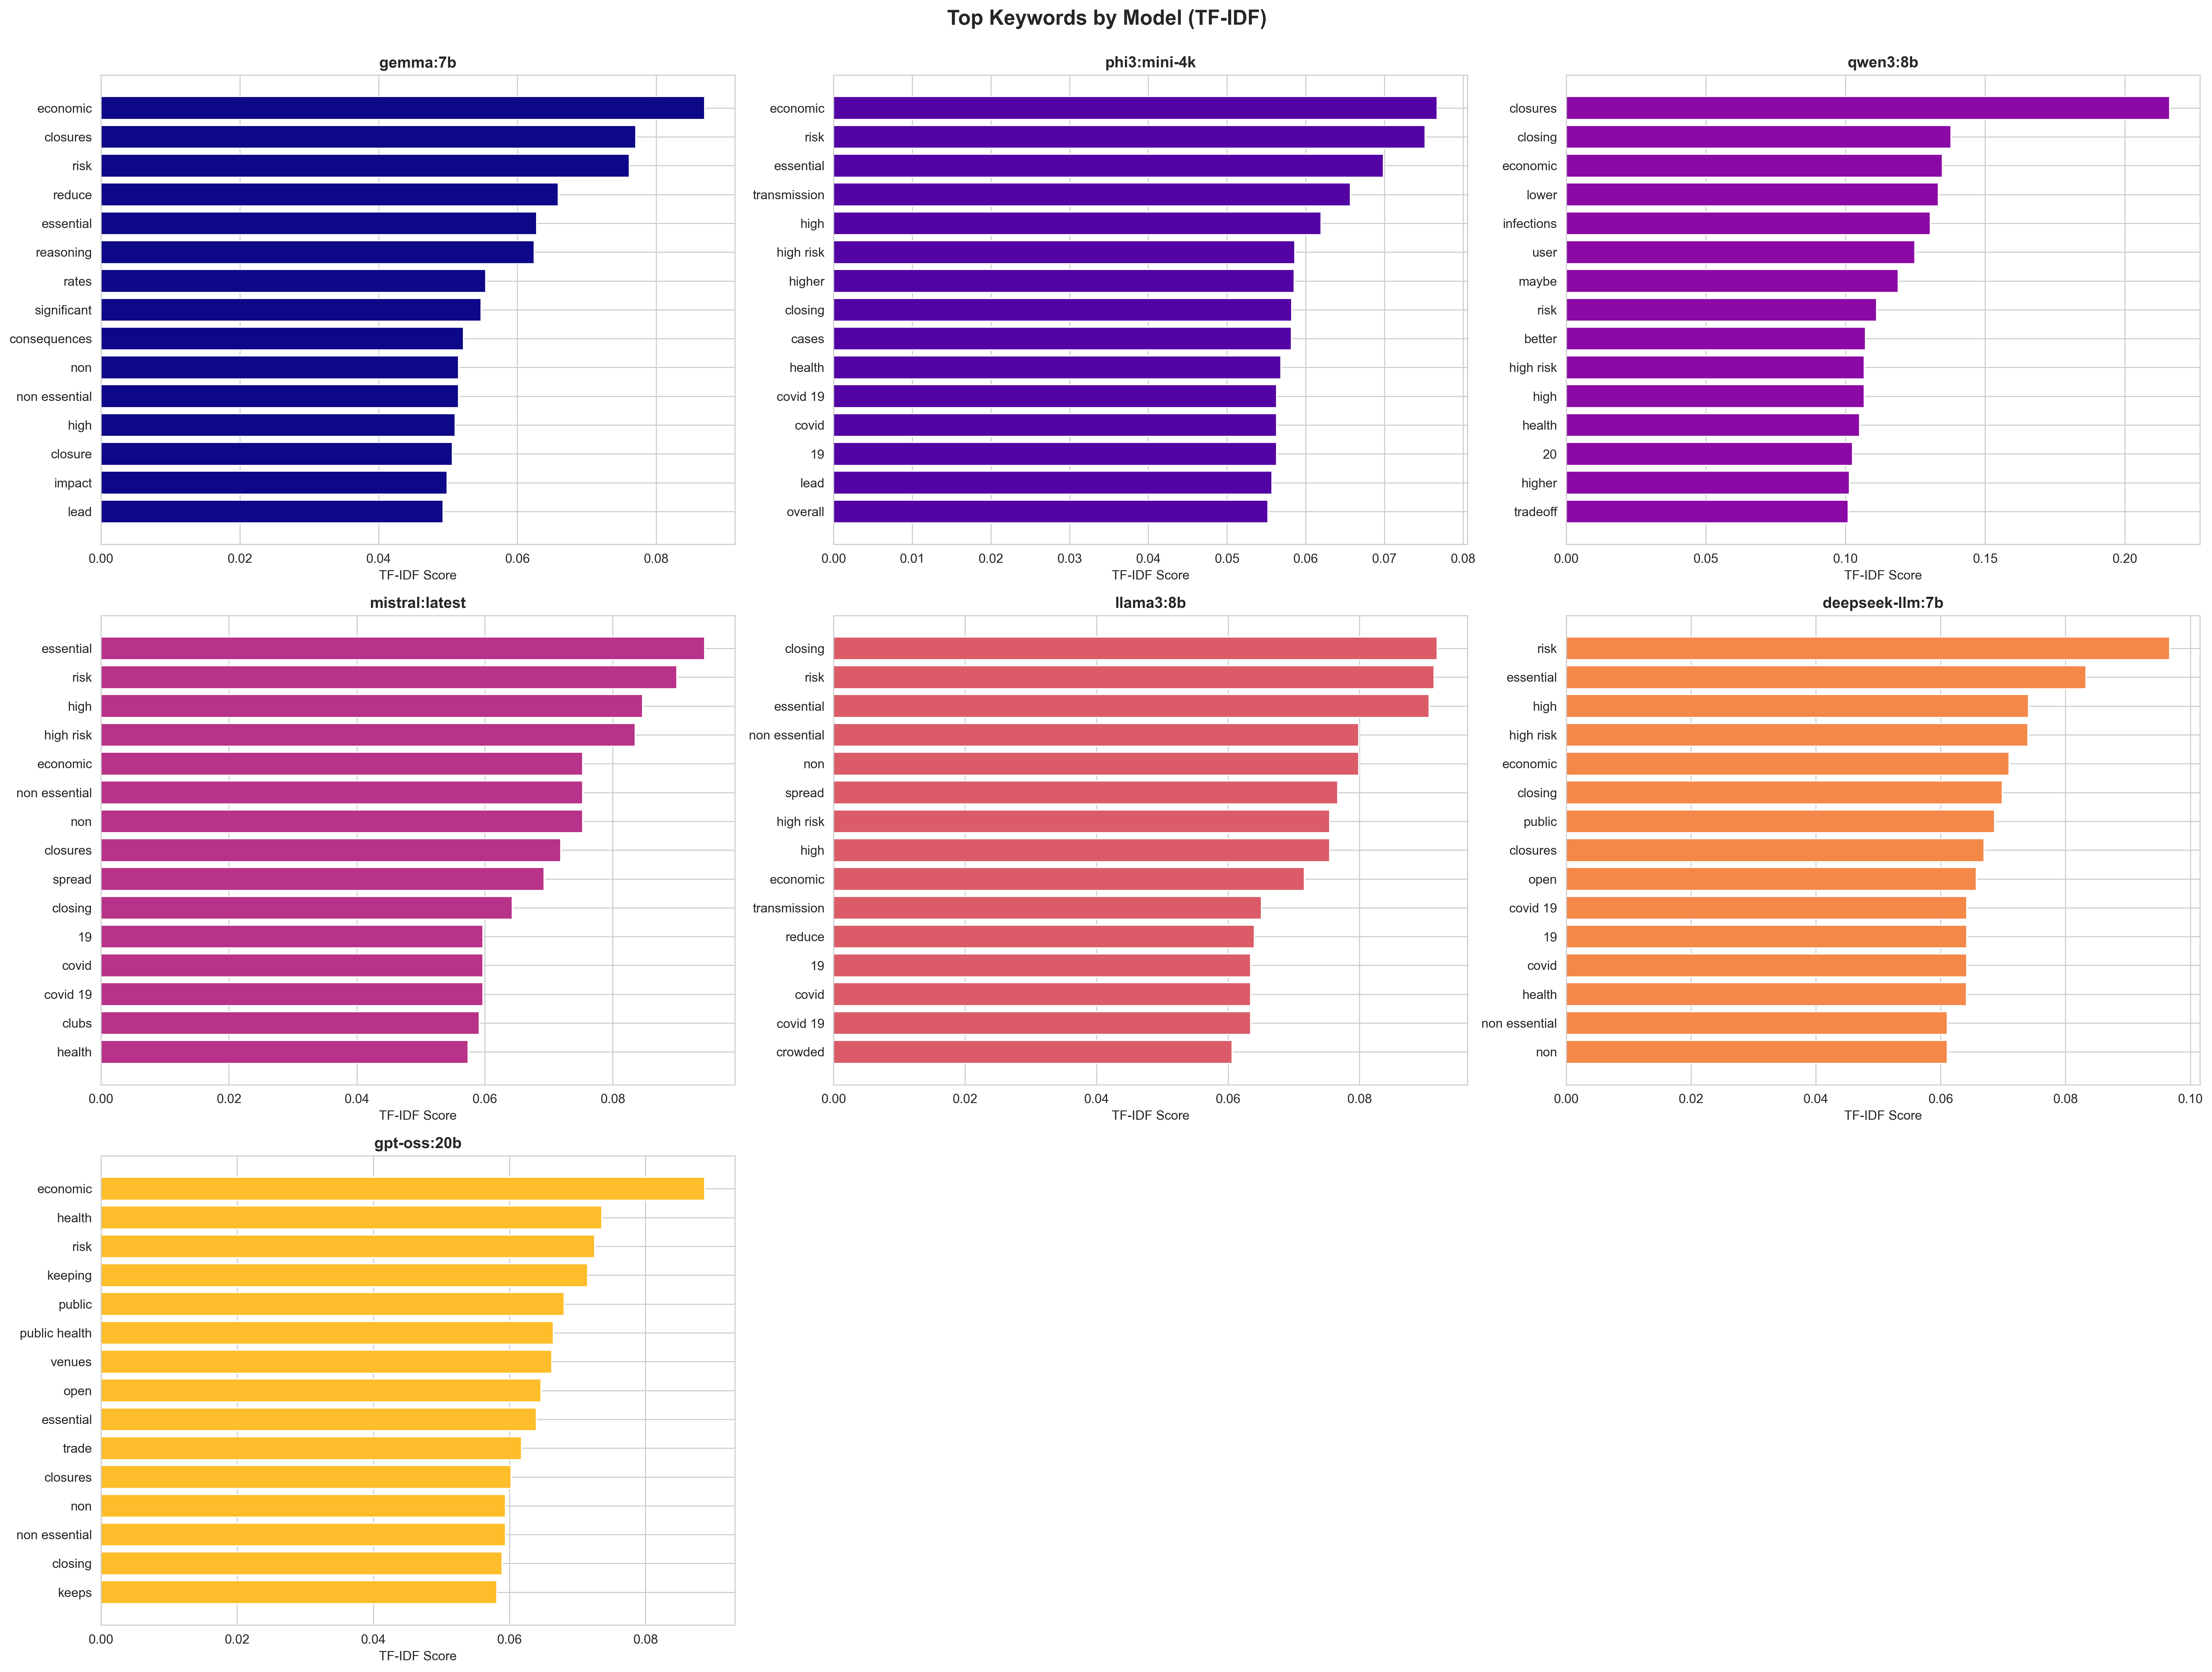 Top Keywords by Model (TF-IDF)
gemma:7b
economic
closures
risk
reduce
essential
reasoning
rates
significant
consequences
non
non essential
high
closure
impact
lead
0.00 0.02 0.04 0.06 0.08
TF-IDF Score
phi3:mini-4k
economic
risk
essential
transmission
high
high risk
higher
closing
cases
health
covid 19
covid
19
lead
overall
0.00 0.01 0.02 0.03 0.04 0.05 0.06 0.07 0.08
TF-IDF Score
qwen3:8b
closures
closing
economic
lower
infections
user
maybe
risk
better
high risk
high
health
20
higher
tradeoff
0.00 0.05 0.10 0.15 0.20
TF-IDF Score
mistral:latest
essential
risk
high
high risk
economic
non essential
non
closures
spread
closing
19
covid
covid 19
clubs
health
0.00 0.02 0.04 0.06 0.08
TF-IDF Score
llama3:8b
closing
risk
essential
non essential
non
spread
high risk
high
economic
transmission
reduce
19
covid
covid 19
crowded
0.00 0.02 0.04 0.06 0.08
TF-IDF Score
deepseek-llm:7b
risk
essential
high
high risk
economic
closing
public
closures
open
covid 19
19
covid
health
non essential
non
0.00 0.02 0.04 0.06 0.08 0.10
TF-IDF Score
gpt-oss:20b
economic
health
risk
keeping
public
public health
venues
open
essential
trade
closures
non
non essential
closing
keeps
0.00 0.02 0.04 0.06 0.08
TF-IDF Score